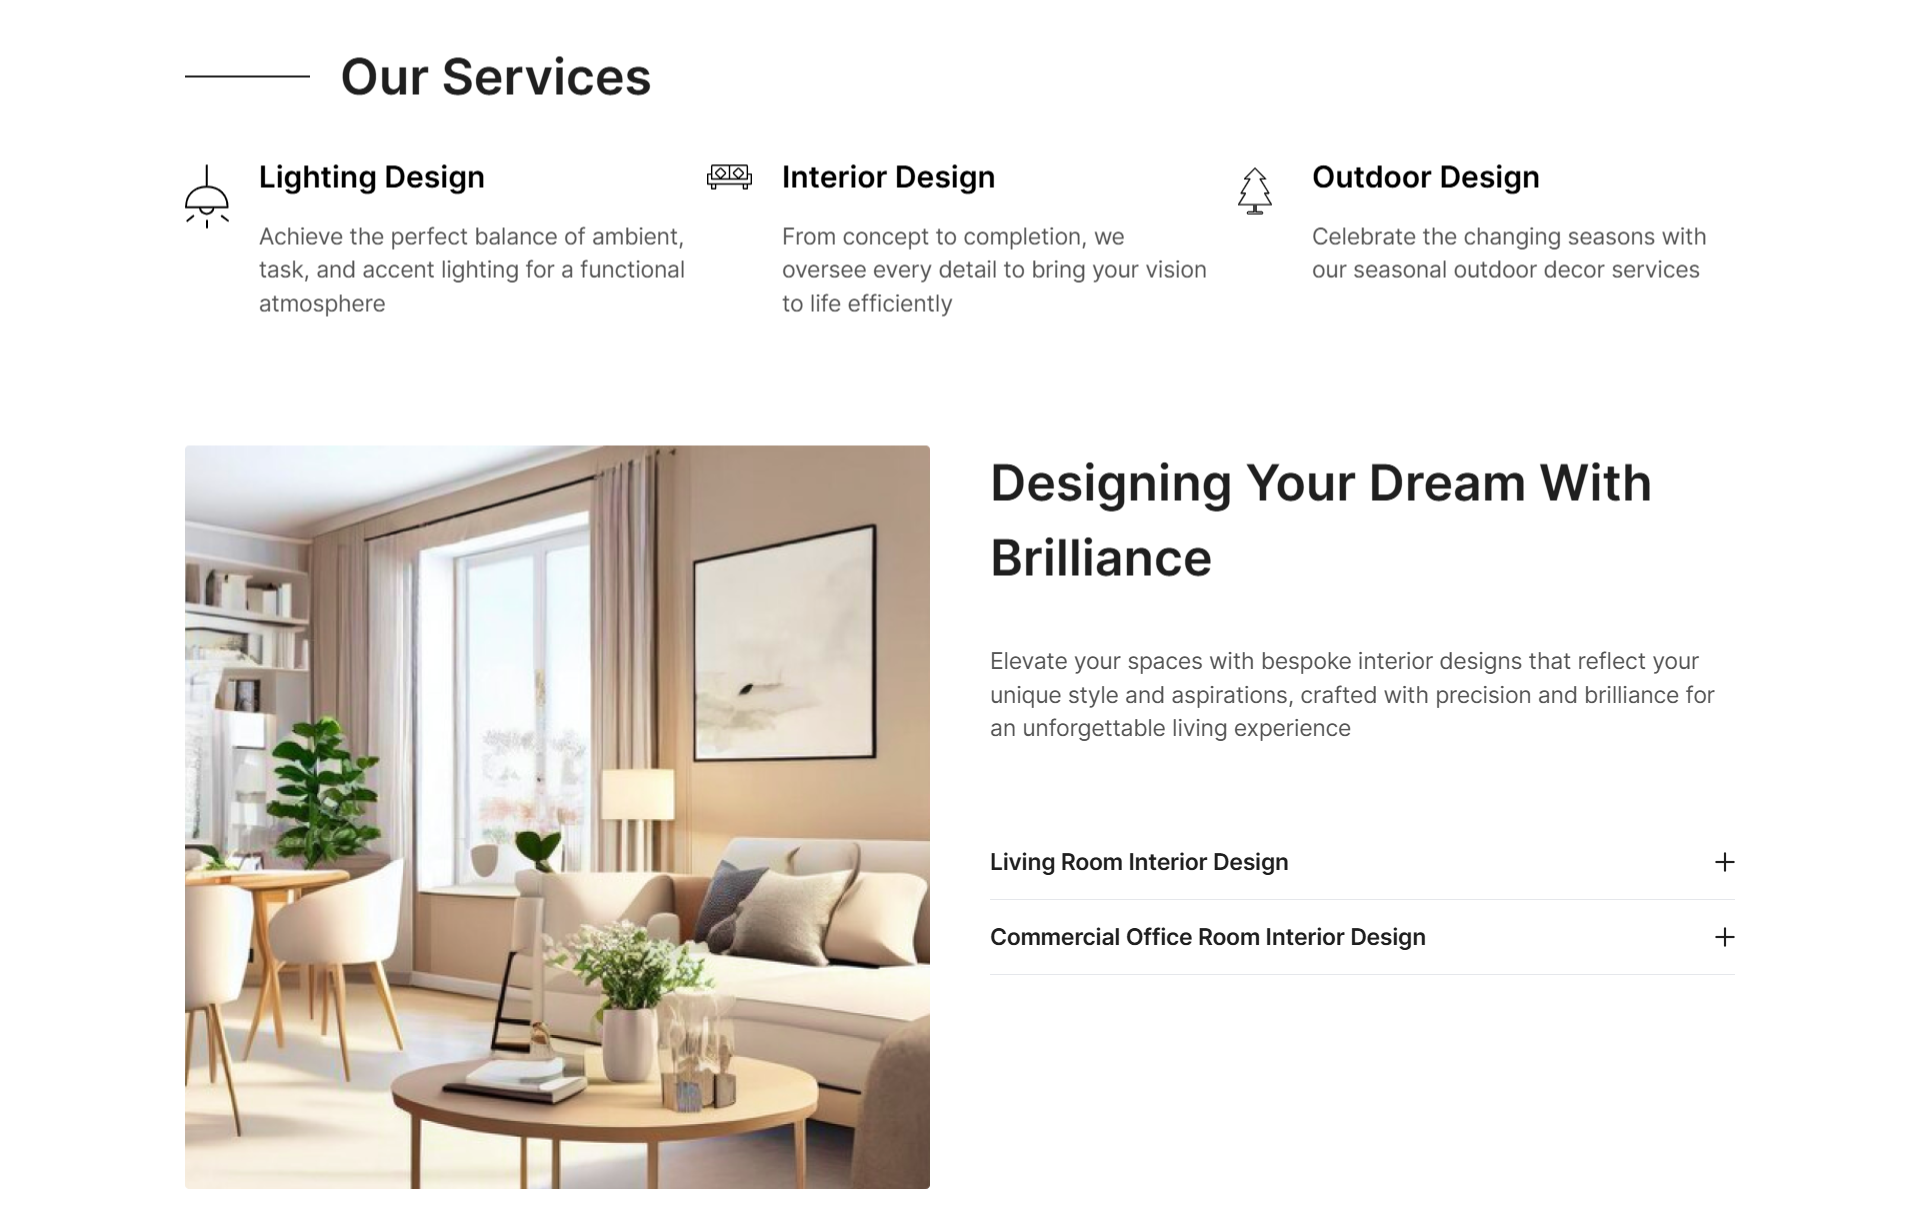 Our Services
Lighting Design
Achieve the perfect balance of ambient,
task, and accent lighting for a functional
atmosphere
Interior Design
From concept to completion, we
oversee every detail to bring your vision
to life efficiently
Outdoor Design
Celebrate the changing seasons with
our seasonal outdoor decor services
Designing Your Dream With
Brilliance
Elevate your spaces with bespoke interior designs that reflect your
unique style and aspirations, crafted with precision and brilliance for
an unforgettable living experience
Living Room Interior Design
Commercial Office Room Interior Design